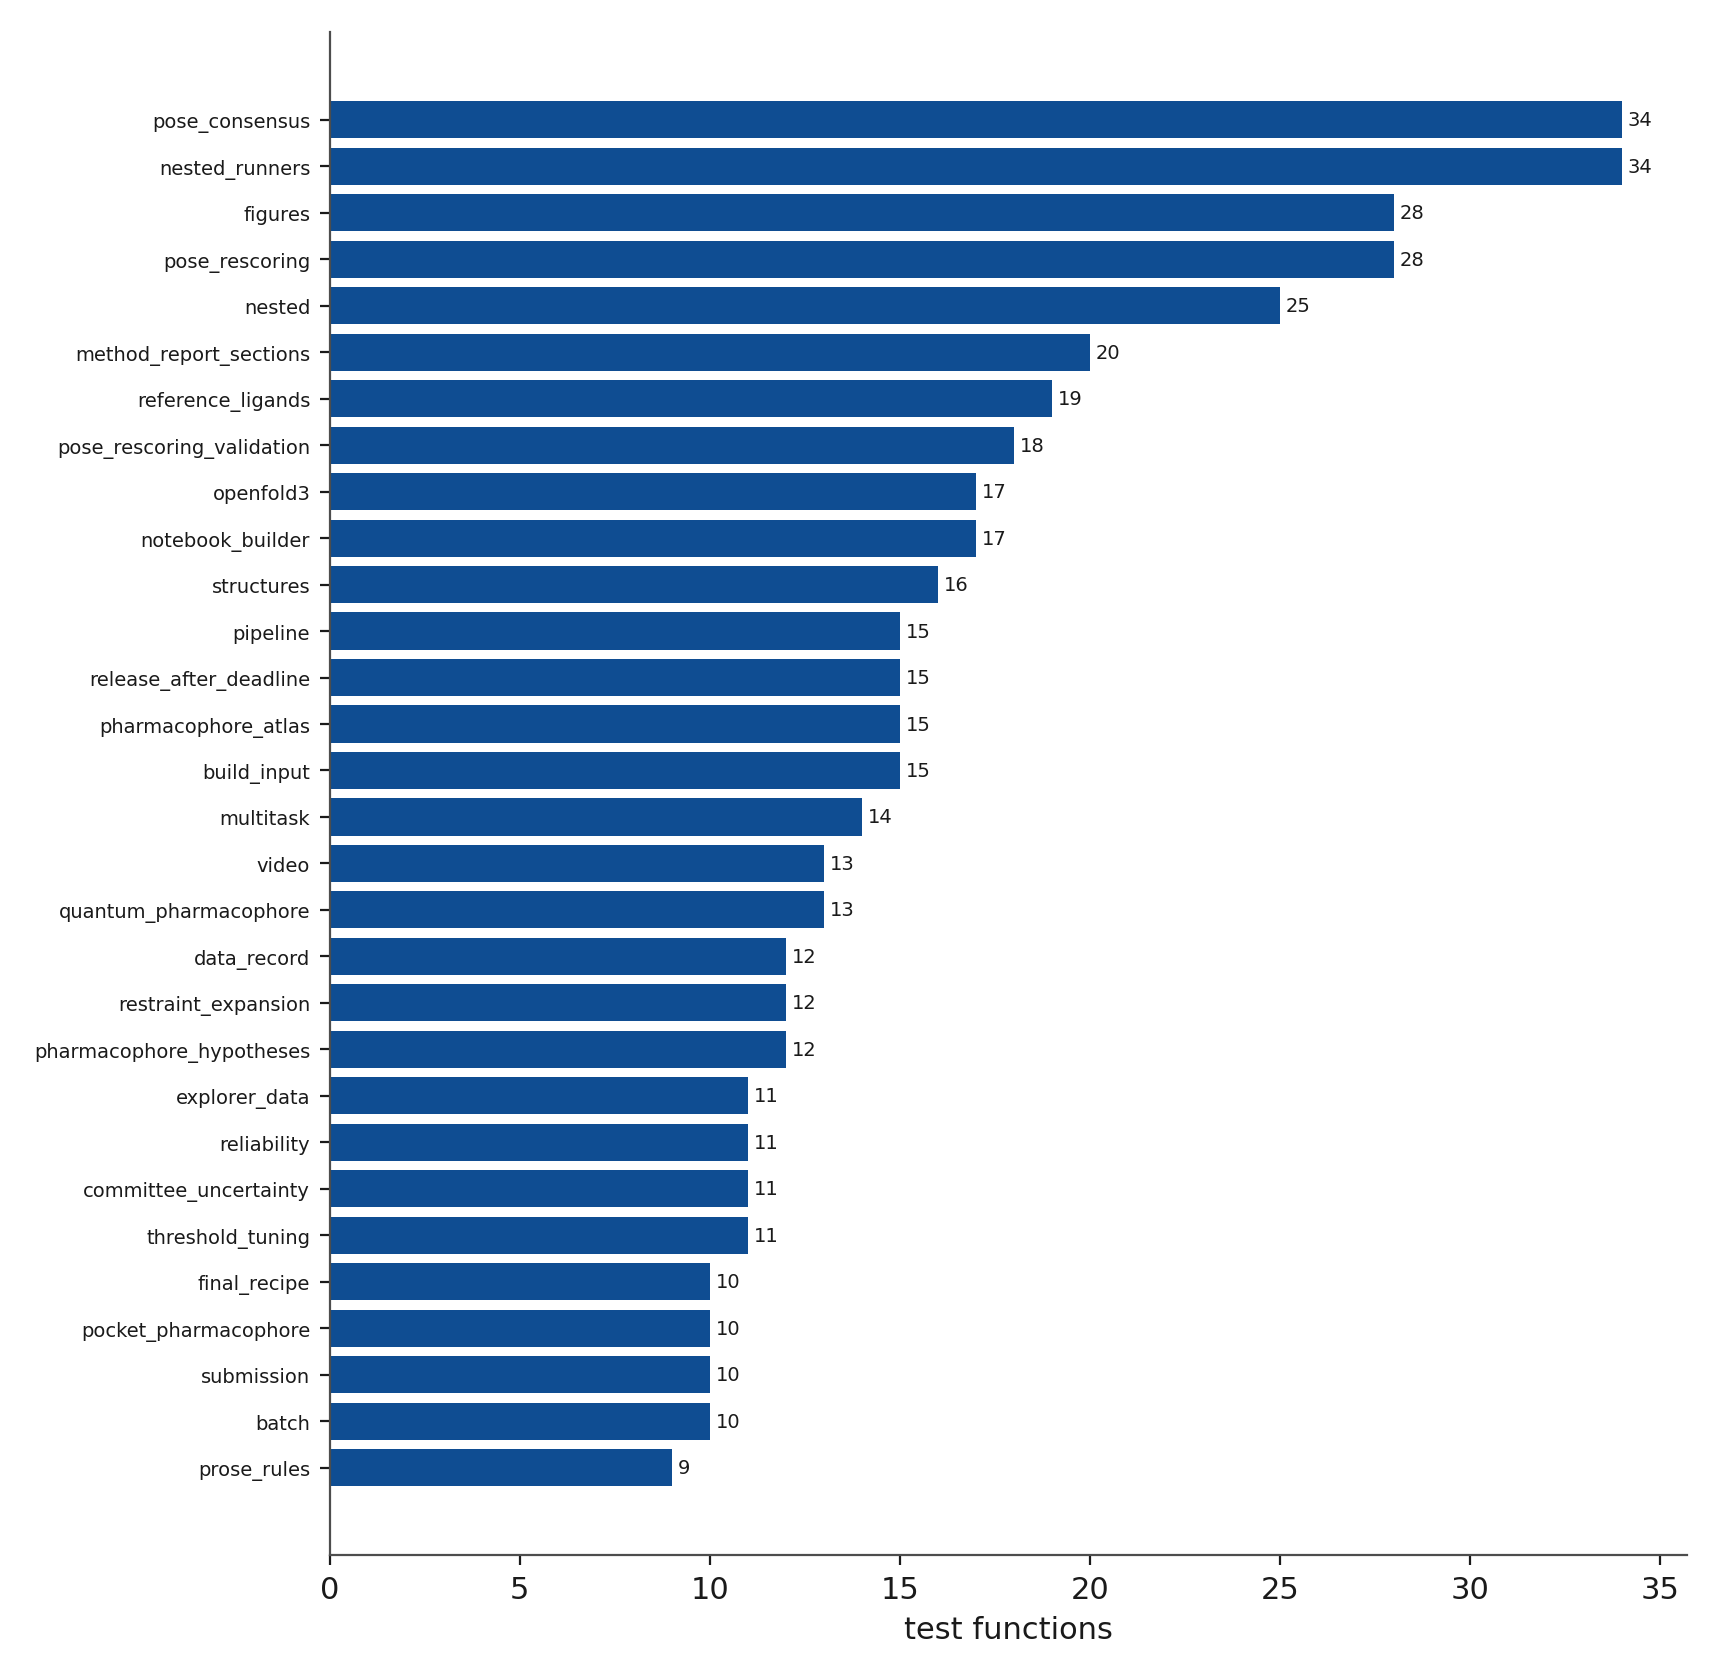 pose_consensus 34
nested_runners 34
figures 28
pose_rescoring 28
nested 25
method_report_sections 20
reference_ligands 19
pose_rescoring_validation 18
openfold3 17
notebook_builder 17
structures 16
pipeline 15
release_after_deadline 15
pharmacophore_atlas 15
build_input 15
multitask 14
video 13
quantum_pharmacophore 13
data_record 12
restraint_expansion 12
pharmacophore_hypotheses 12
explorer_data 11
reliability 11
committee_uncertainty 11
threshold_tuning 11
final_recipe 10
pocket_pharmacophore 10
submission 10
batch 10
prose_rules 9
0 5 10 15 20 25 30 35
test functions